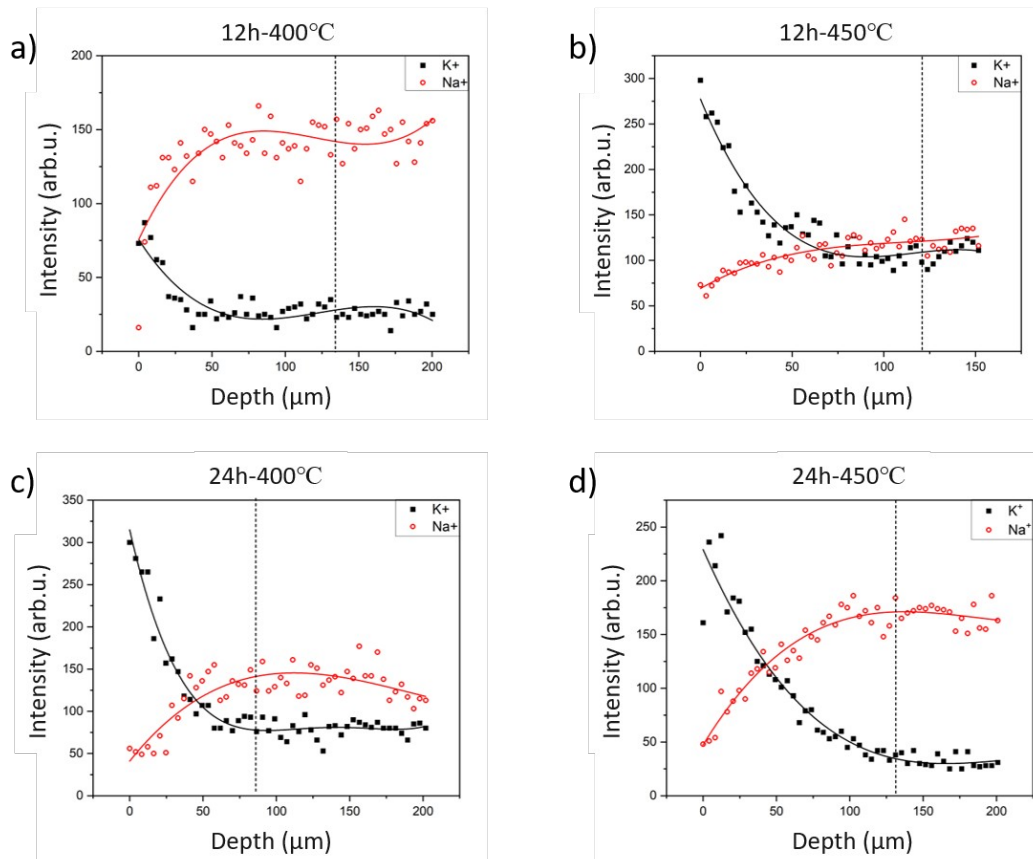 a)
12h-400℃
200
150
100
50
0
Intensity (arb.u.)
K+
Na+
0 50 100 150 200
Depth (μm)
b)
12h-450℃
300
250
200
150
100
50
0
Intensity (arb.u.)
K+
Na+
0 50 100 150
Depth (μm)
c)
24h-400℃
350
300
250
200
150
100
50
0
Intensity (arb.u.)
K+
Na+
0 50 100 150 200
Depth (μm)
d)
24h-450℃
250
200
150
100
50
0
Intensity (arb.u.)
K⁺
Na⁺
0 50 100 150 200
Depth (μm)